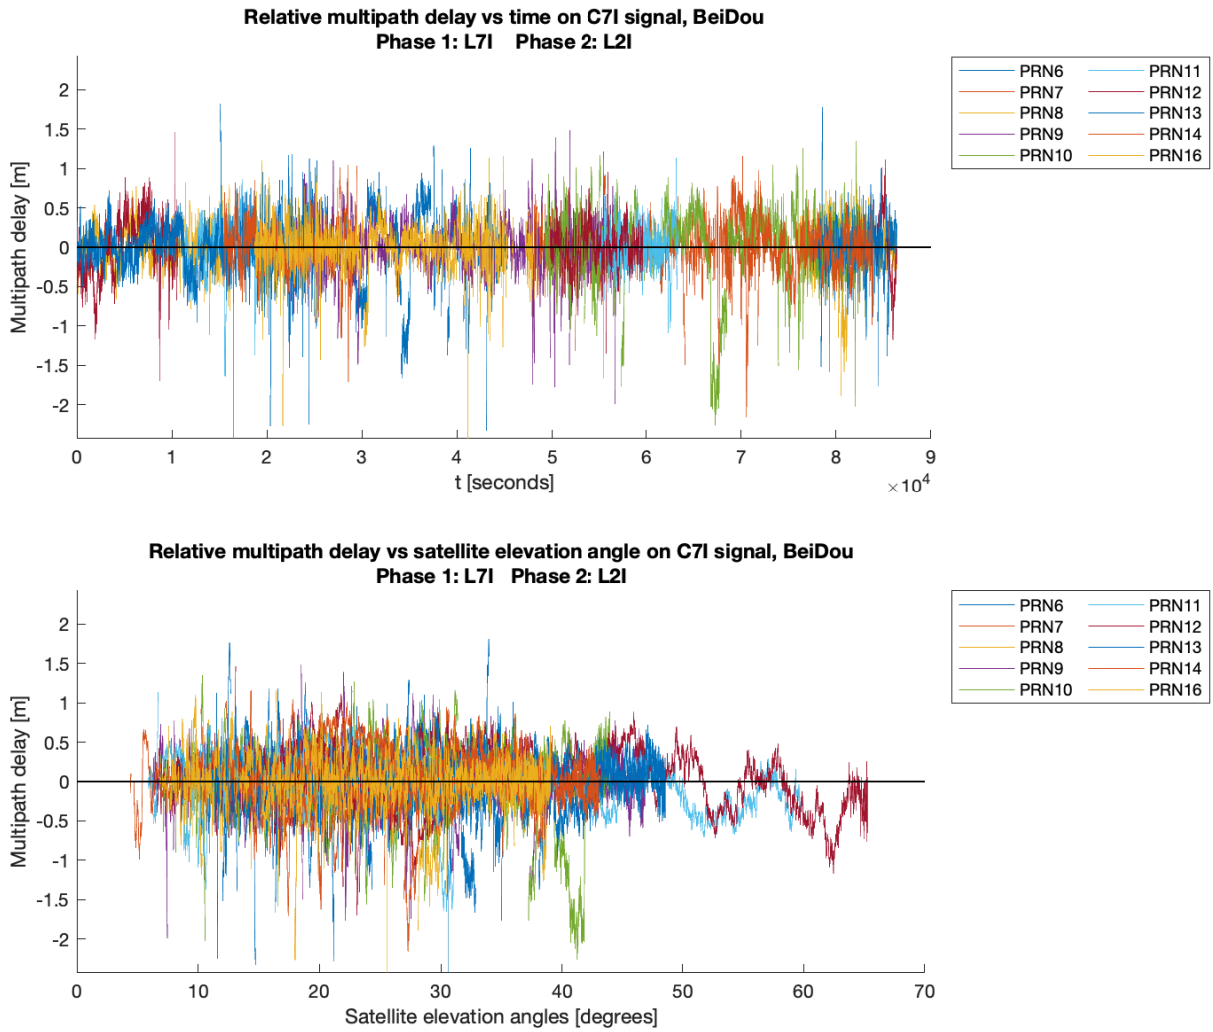 Relative multipath delay vs time on C7I signal, BeiDou
Phase 1: L7I Phase 2: L2I
Multipath delay [m]
2
1.5
1
0.5
0
-0.5
-1
-1.5
-2
0 1 2 3 4 5 6 7 8 9
t [seconds]
×10^4
PRN6 PRN11
PRN7 PRN12
PRN8 PRN13
PRN9 PRN14
PRN10 PRN16
Relative multipath delay vs satellite elevation angle on C7I signal, BeiDou
Phase 1: L7I Phase 2: L2I
Multipath delay [m]
2
1.5
1
0.5
0
-0.5
-1
-1.5
-2
0 10 20 30 40 50 60 70
Satellite elevation angles [degrees]
PRN6 PRN11
PRN7 PRN12
PRN8 PRN13
PRN9 PRN14
PRN10 PRN16